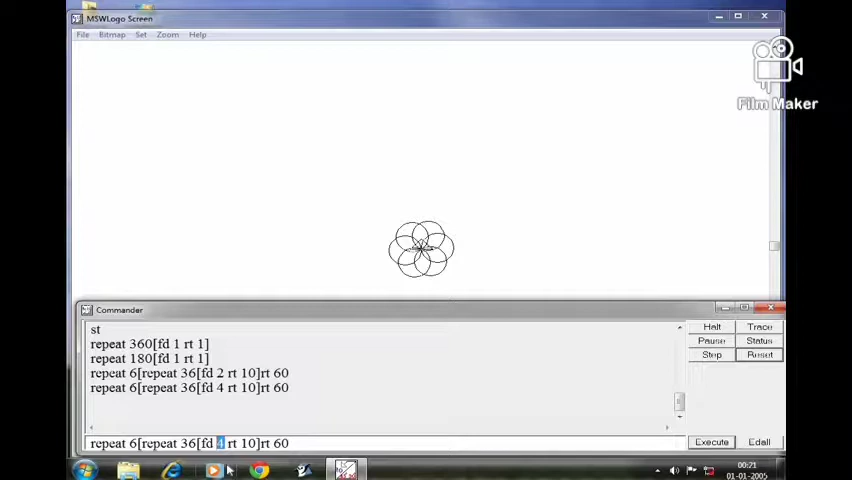 MSWLogo Screen
File Bitmap Set Zoom Help
Film Maker
Commander
st
repeat 360[fd 1 rt 1]
repeat 180[fd 1 rt 1]
repeat 6[repeat 36[fd 2 rt 10]rt 60
repeat 6[repeat 36[fd 4 rt 10]rt 60
Halt Trace
Pause Status
Step Reset
repeat 6[repeat 36[fd 4 rt 10]rt 60
Execute Edall
00:21
01-01-2005